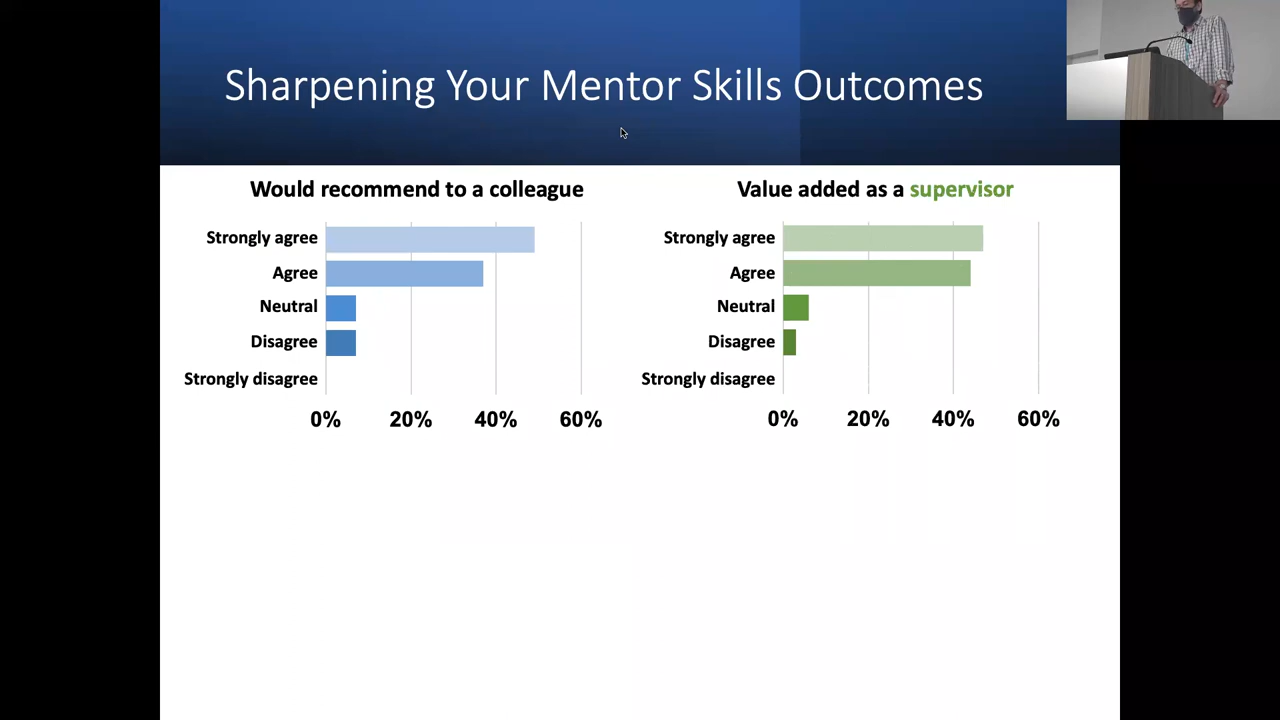 Sharpening Your Mentor Skills Outcomes
Would recommend to a colleague
Strongly agree
Agree
Neutral
Disagree
Strongly disagree
0% 20% 40% 60%
Value added as a supervisor
Strongly agree
Agree
Neutral
Disagree
Strongly disagree
0% 20% 40% 60%